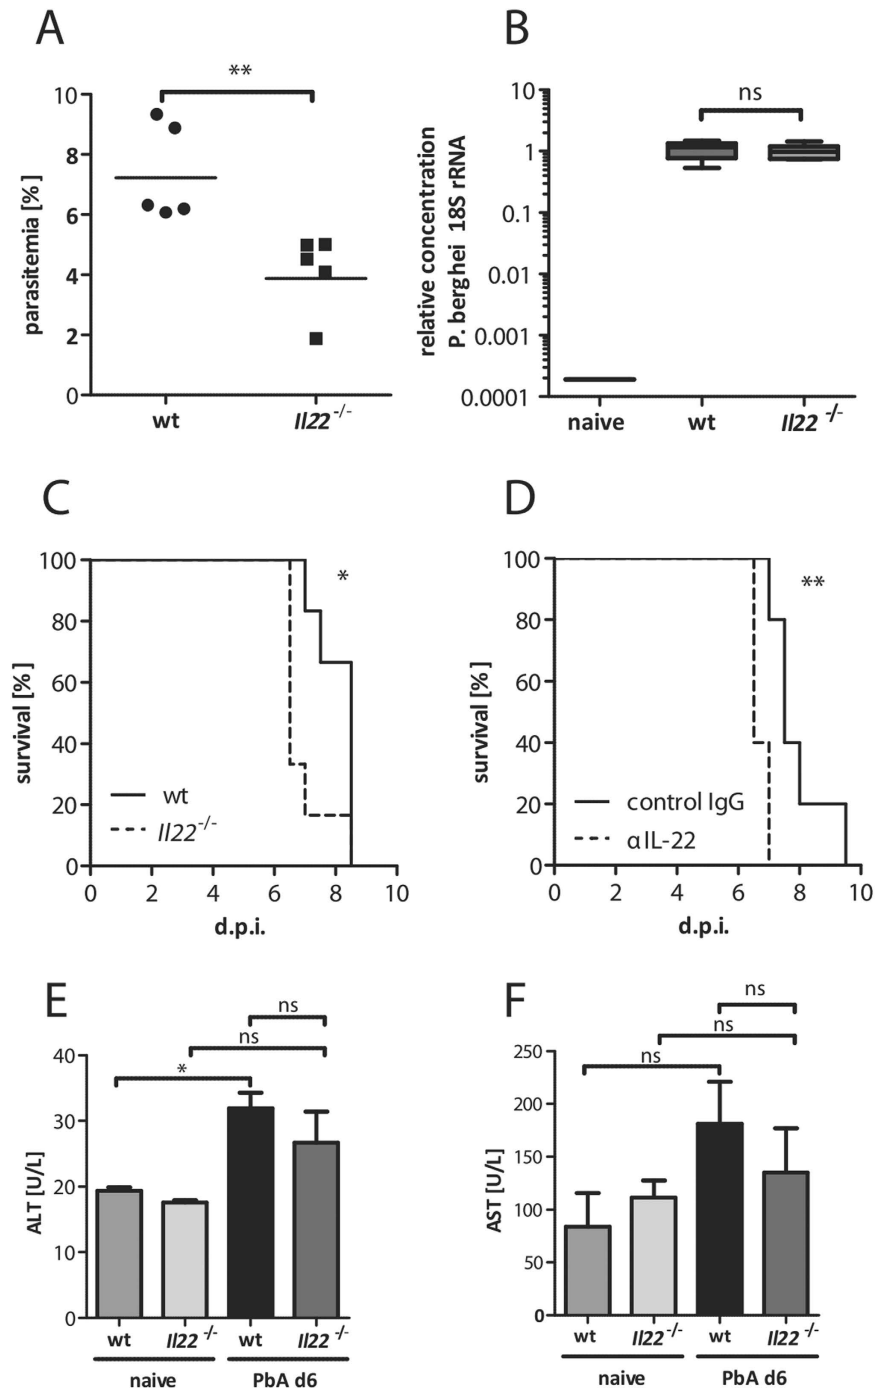 A
**
10
8
6
4
2
0
parasitemia [%]
wt
Il22 -/-
B
ns
10
1
0.1
0.01
0.001
0.0001
relative concentration
P. berghei 18S rRNA
naive
wt
Il22 -/-
C
100
80
60
40
20
0
survival [%]
*
wt
Il22 -/-
0 2 4 6 8 10
d.p.i.
D
100
80
60
40
20
0
survival [%]
**
control IgG
αIL-22
0 2 4 6 8 10
d.p.i.
E
ns
ns
*
40
30
20
10
0
ALT [U/L]
wt Il22 -/- wt Il22 -/-
naive PbA d6
F
ns
ns
ns
250
200
150
100
50
0
AST [U/L]
wt Il22 -/- wt Il22 -/-
naive PbA d6